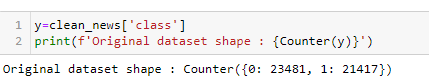 1 y=clean_news['class']
2 print(f'Original dataset shape : {Counter(y)}')
Original dataset shape : Counter({0: 23481, 1: 21417})